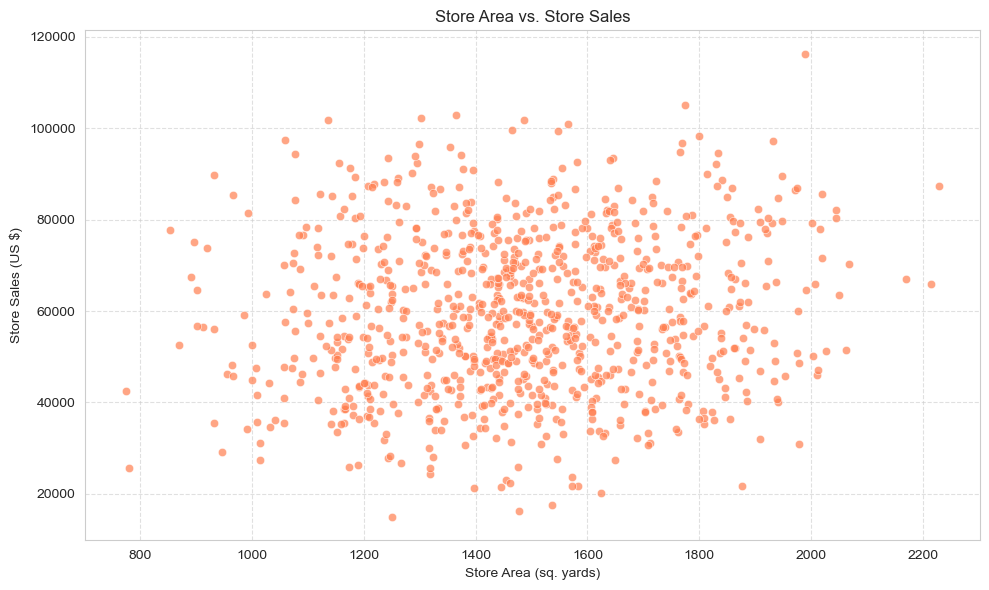 Store Area vs. Store Sales
120000
100000
80000
60000
40000
20000
Store Sales (US $)
800 1000 1200 1400 1600 1800 2000 2200
Store Area (sq. yards)